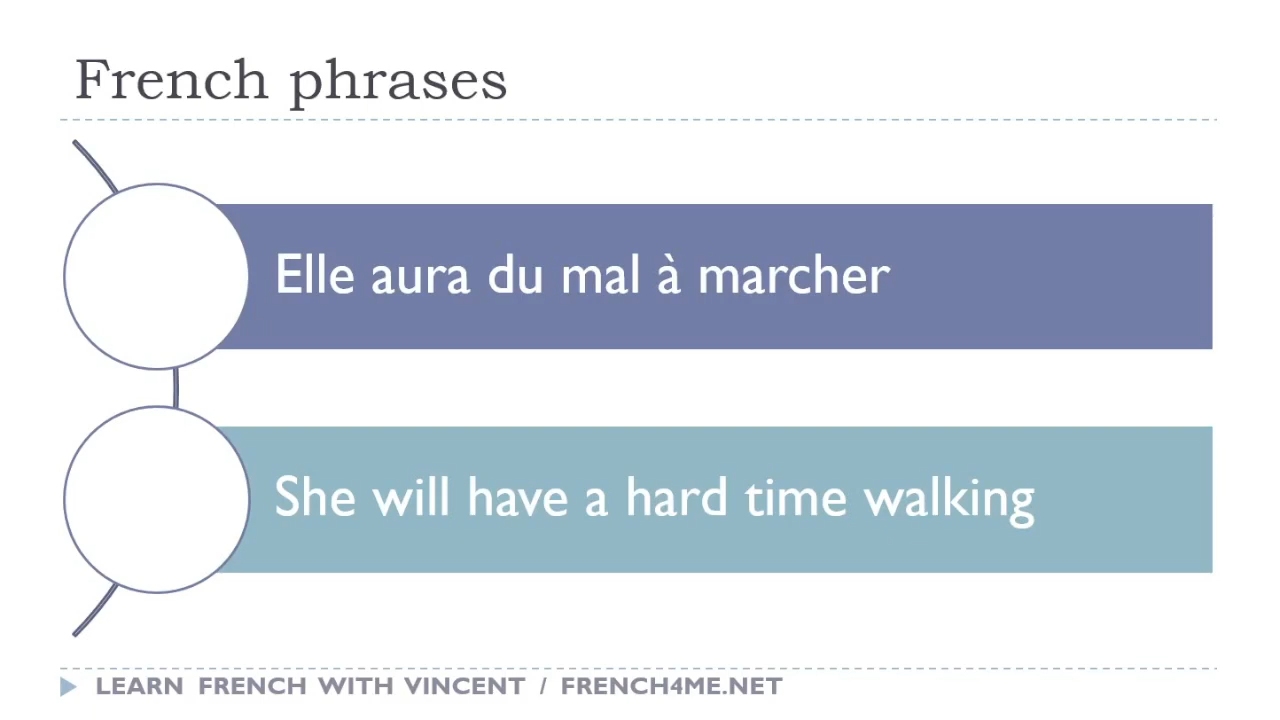 French phrases
Elle aura du mal à marcher
She will have a hard time walking
LEARN FRENCH WITH VINCENT / FRENCH4ME.NET